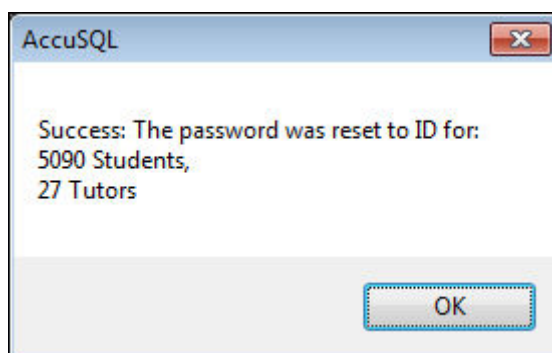 AccuSQL
Success: The password was reset to ID for:
5090 Students,
27 Tutors
OK